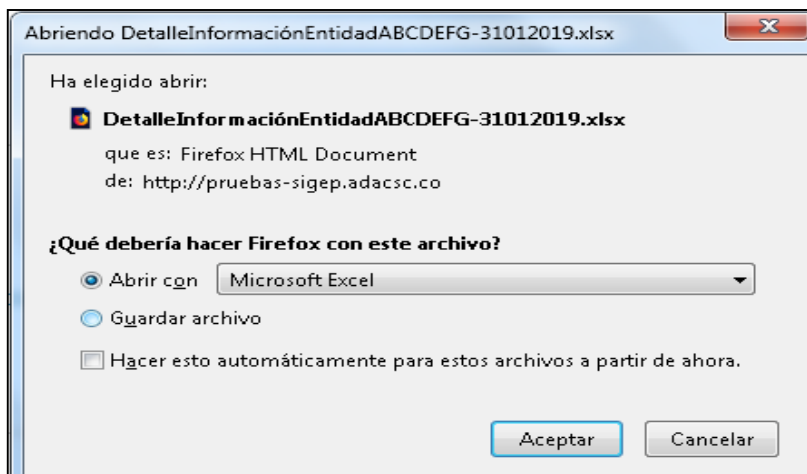 Abriendo DetalleInformaciónEntidadABCDEFG-31012019.xlsx
Ha elegido abrir:
DetalleInformaciónEntidadABCDEFG-31012019.xlsx
que es: Firefox HTML Document
de: http://pruebas-sigep.adacsc.co
¿Qué debería hacer Firefox con este archivo?
Abrir con Microsoft Excel
Guardar archivo
Hacer esto automáticamente para estos archivos a partir de ahora.
Aceptar Cancelar